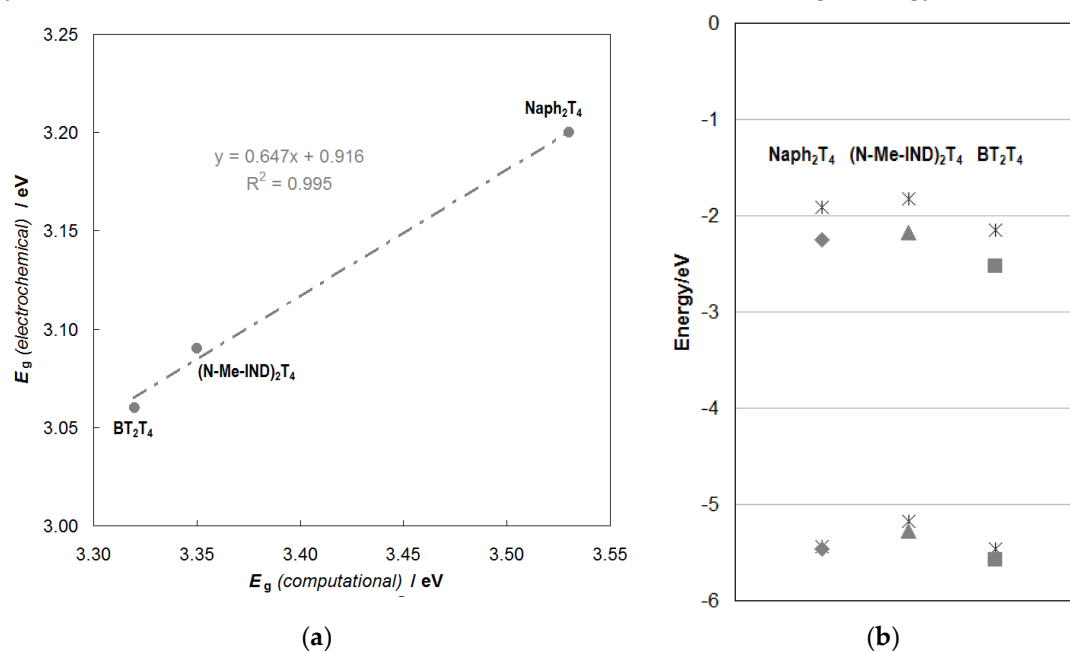 3.25
3.20
3.15
3.10
3.05
3.00
E g (electrochemical) / eV
Naph2T4
y = 0.647x + 0.916
R2 = 0.995
(N-Me-IND)2T4
BT2T4
3.30 3.35 3.40 3.45 3.50 3.55
E g (computational) / eV
(a)
0
-1
-2
-3
-4
-5
-6
Energy/eV
Naph2T4 (N-Me-IND)2T4 BT2T4
(b)